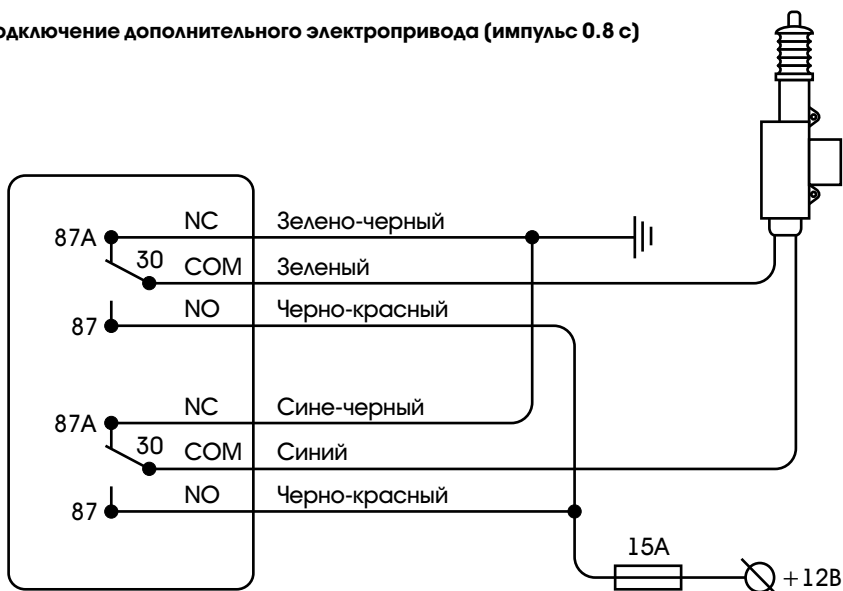 одключение дополнительного электропривода (импульс 0.8 с)
87A NC Зелено-черный
30 COM Зеленый
87 NO Черно-красный
87A NC Сине-черный
30 COM Синий
87 NO Черно-красный
15A
+12В